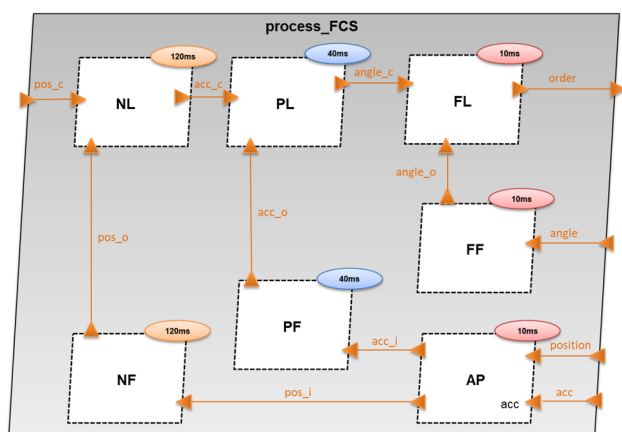 process_FCS
120ms
40ms
10ms
pos_c
NL
acc_c
PL
angle_c
FL
order
angle_o
10ms
acc_o
pos_o
FF
angle
40ms
PF
120ms
10ms
acc_i
position
NF
AP
pos_i
acc
acc